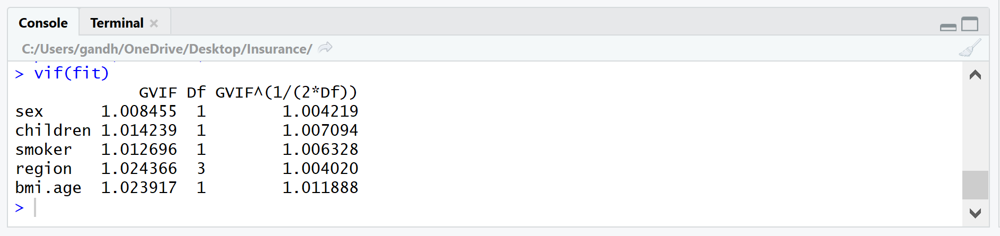 Console Terminal
C:/Users/gandh/OneDrive/Desktop/Insurance/
> vif(fit)
GVIF Df GVIF^(1/(2*Df))
sex 1.008455 1 1.004219
children 1.014239 1 1.007094
smoker 1.012696 1 1.006328
region 1.024366 3 1.004020
bmi.age 1.023917 1 1.011888
>